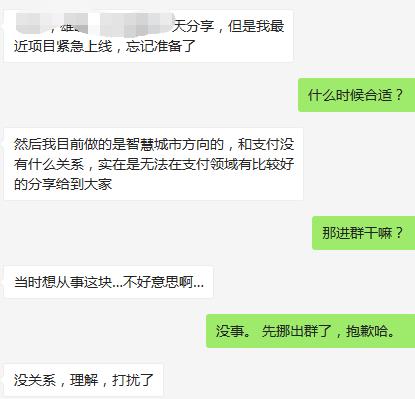 天分享，但是我最
近项目紧急上线，忘记准备了
什么时候合适？
然后我目前做的是智慧城市方向的，和支付没
有什么关系，实在是无法在支付领域有比较好
的分享给到大家
那进群干嘛？
当时想从事这块...不好意思啊...
没事。 先挪出群了，抱歉哈。
没关系，理解，打扰了